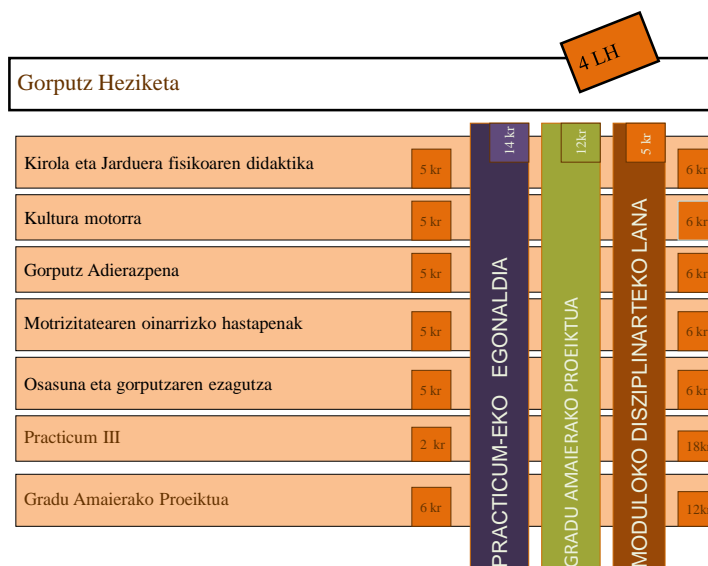 4 LH
Gorputz Heziketa
14 kr
12kr
5 kr
Kirola eta Jarduera fisikoaren didaktika
5 kr
6 kr
Kultura motorra
5 kr
6 kr
Gorputz Adierazpena
5 kr
6 kr
Motrizitatearen oinarrizko hastapenak
5 kr
6 kr
Osasuna eta gorputzaren ezagutza
5 kr
6 kr
Practicum III
2 kr
18kr
Gradu Amaierako Proeiktua
6 kr
12kr
PRACTICUM-EKO EGONALDIA
GRADU AMAIERAKO PROEIKTUA
MODULOKO DISZIPLINARTEKO LANA